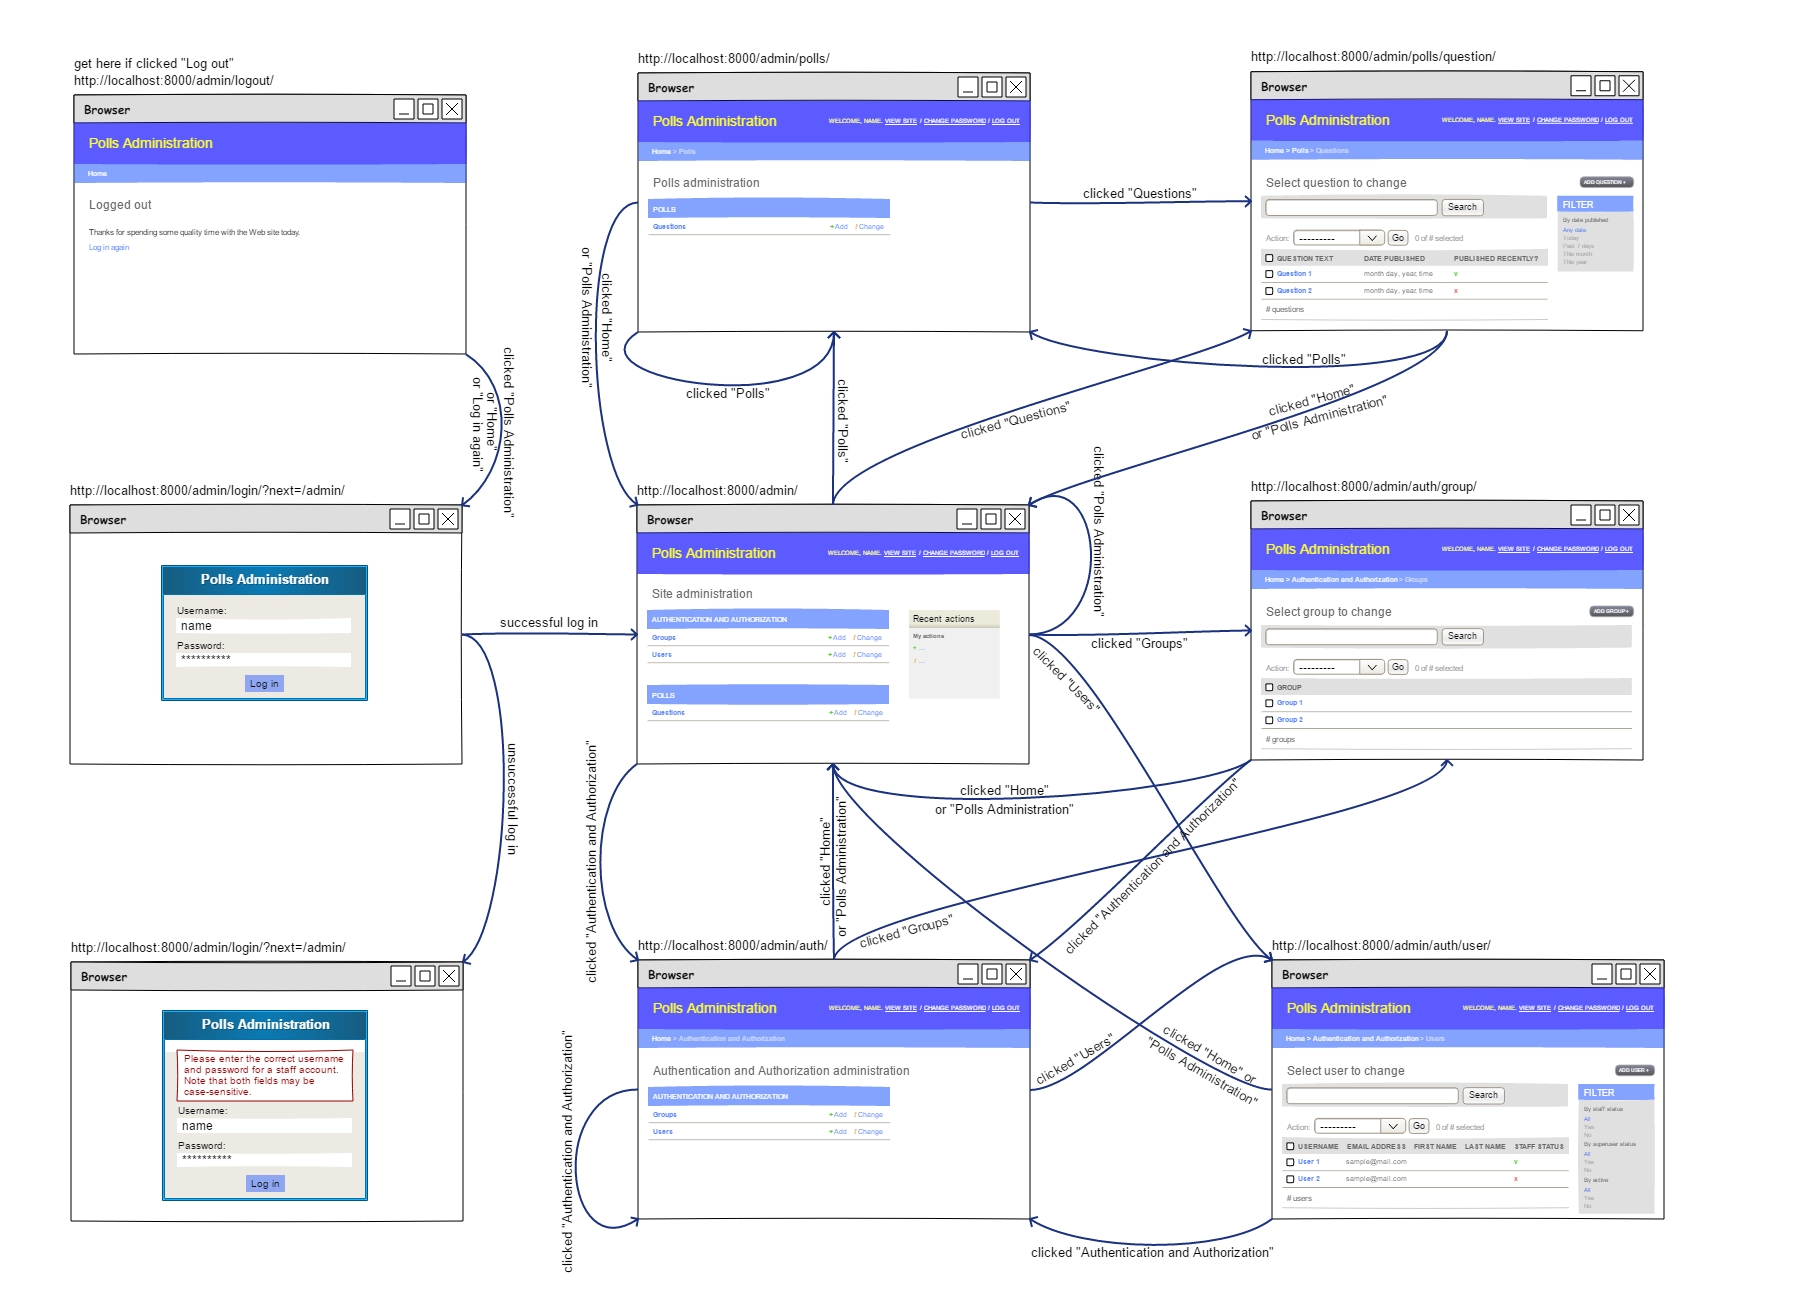 get here if clicked "Log out"
http://localhost:8000/admin/logout/
Browser
Polls Administration
Home
Logged out
Thanks for spending some quality time with the Web site today.
Log in again
clicked "Polls Administration"
or "Home"
or "Log in again"
http://localhost:8000/admin/polls/
Browser
Polls Administration
WELCOME, NAME. VIEW SITE / CHANGE PASSWORD / LOG OUT
Home > Polls
Polls administration
POLLS
Questions +Add / Change
clicked "Questions"
clicked "Home"
or "Polls Administration"
clicked "Polls"
clicked "Polls"
clicked "Questions"
http://localhost:8000/admin/polls/question/
Browser
Polls Administration
WELCOME, NAME. VIEW SITE / CHANGE PASSWORD / LOG OUT
Home > Polls > Questions
Select question to change
ADD QUESTION +
Search
Action: --------- Go 0 of # selected
QUESTION TEXT DATE PUBLISHED PUBLISHED RECENTLY?
Question 1 month day, year, time v
Question 2 month day, year, time x
# questions
FILTER
By date published
Any date
Today
Past 7 days
This month
This year
clicked "Polls"
clicked "Home"
or "Polls Administration"
http://localhost:8000/admin/login/?next=/admin/
Browser
Polls Administration
Username:
name
Password:
**********
Log in
successful log in
unsuccessful log in
http://localhost:8000/admin/
Browser
Polls Administration
WELCOME, NAME. VIEW SITE / CHANGE PASSWORD / LOG OUT
Site administration
AUTHENTICATION AND AUTHORIZATION
Groups +Add / Change
Users +Add / Change
POLLS
Questions +Add / Change
Recent actions
My actions
+ ...
/ ...
clicked "Polls Administration"
clicked "Groups"
clicked "Users"
clicked "Authentication and Authorization"
http://localhost:8000/admin/auth/group/
Browser
Polls Administration
WELCOME, NAME. VIEW SITE / CHANGE PASSWORD / LOG OUT
Home > Authentication and Authorization > Groups
Select group to change
ADD GROUP +
Search
Action: --------- Go 0 of # selected
GROUP
Group 1
Group 2
# groups
clicked "Home"
or "Polls Administration"
clicked "Authentication and Authorization"
http://localhost:8000/admin/login/?next=/admin/
Browser
Polls Administration
Please enter the correct username
and password for a staff account.
Note that both fields may be
case-sensitive.
Username:
name
Password:
**********
Log in
http://localhost:8000/admin/auth/
Browser
Polls Administration
WELCOME, NAME. VIEW SITE / CHANGE PASSWORD / LOG OUT
Home > Authentication and Authorization
Authentication and Authorization administration
AUTHENTICATION AND AUTHORIZATION
Groups +Add / Change
Users +Add / Change
clicked "Home"
or "Polls Administration"
clicked "Groups"
clicked "Users"
clicked "Authentication and Authorization"
http://localhost:8000/admin/auth/user/
Browser
Polls Administration
WELCOME, NAME. VIEW SITE / CHANGE PASSWORD / LOG OUT
Home > Authentication and Authorization > Users
Select user to change
ADD USER +
Search
Action: --------- Go 0 of # selected
USERNAME EMAIL ADDRESS FIRST NAME LAST NAME STAFF STATUS
User 1 sample@mail.com v
User 2 sample@mail.com x
# users
FILTER
By staff status
All
Yes
No
By superuser status
All
Yes
No
By active
All
Yes
No
clicked "Home" or
"Polls Administration"
clicked "Authentication and Authorization"